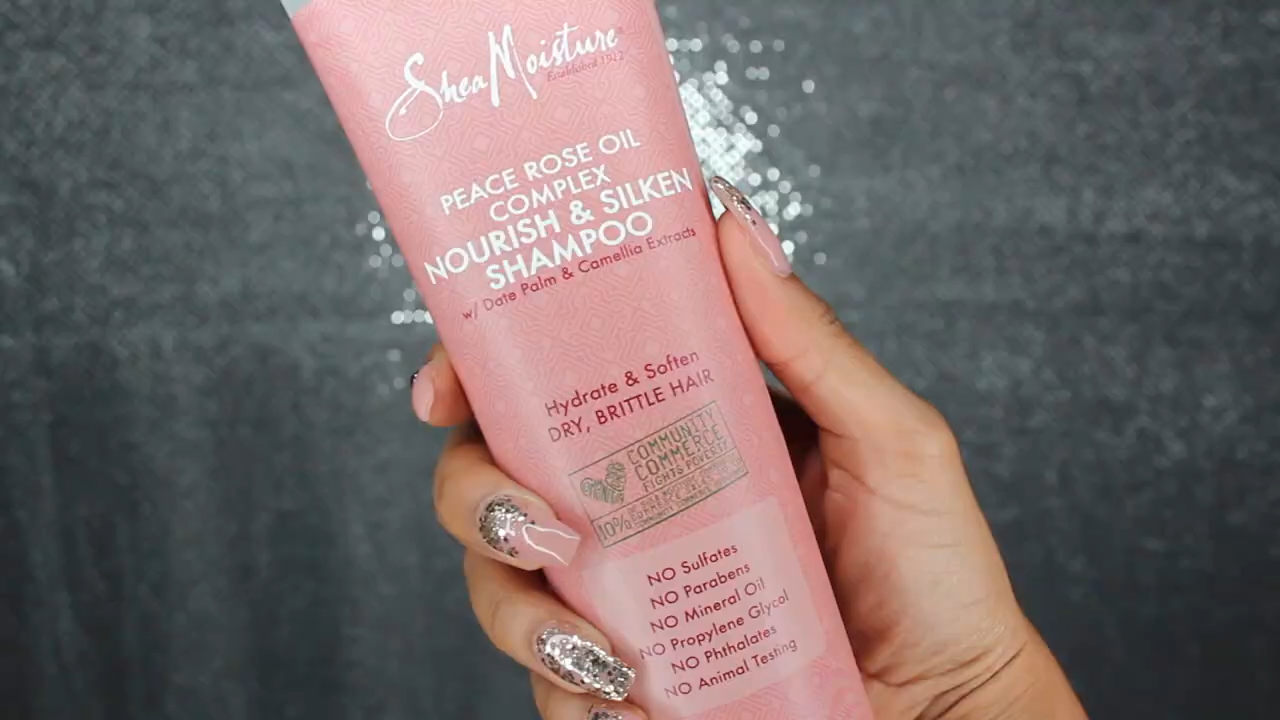 SheaMoisture
Established 1912
PEACE ROSE OIL
COMPLEX
NOURISH & SILKEN
SHAMPOO
w/ Date Palm & Camellia Extracts
Hydrate & Soften
DRY, BRITTLE HAIR
COMMUNITY
COMMERCE
FIGHTS POVERTY
10%
NO Sulfates
NO Parabens
NO Mineral Oil
NO Propylene Glycol
NO Phthalates
NO Animal Testing